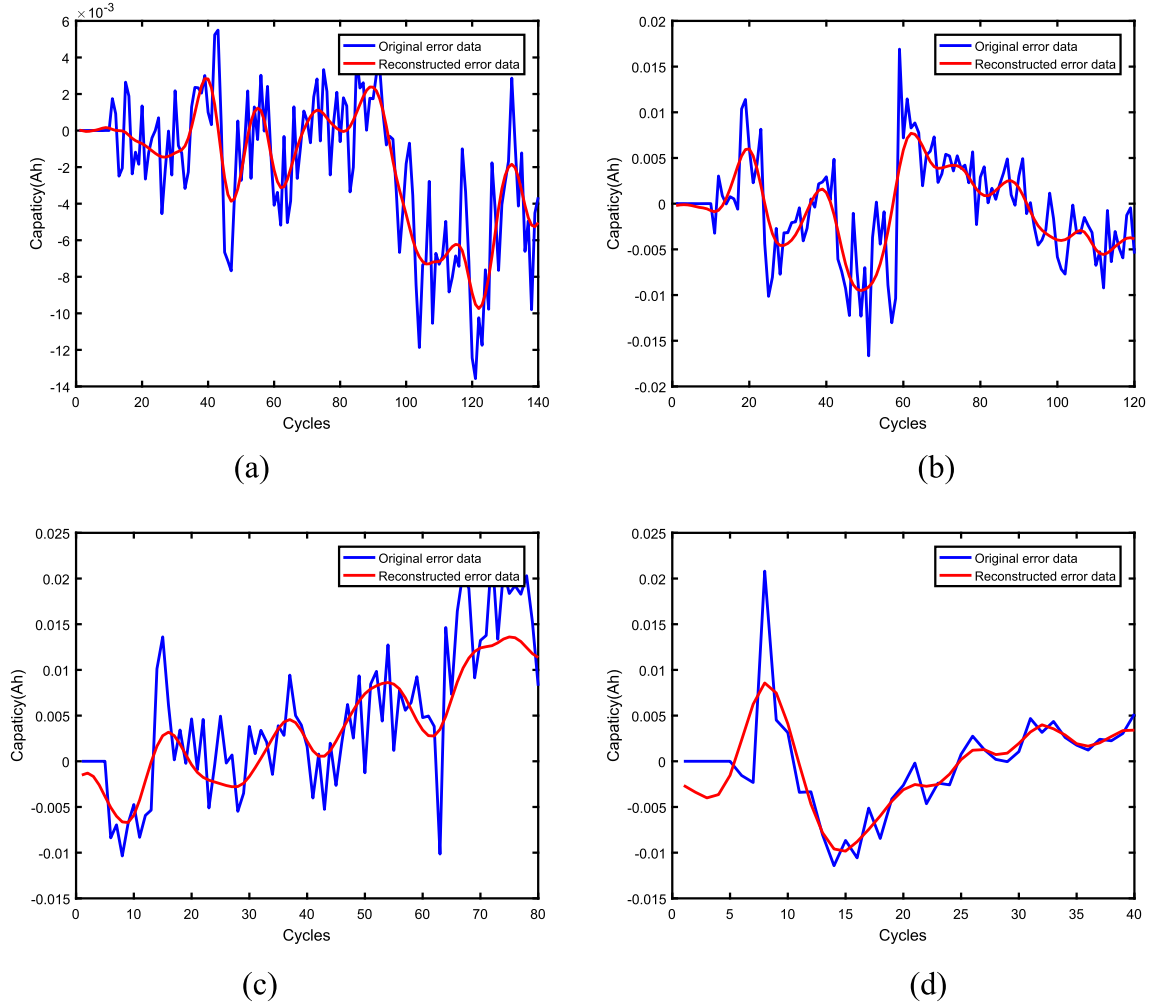 ×10⁻³
6
4
2
0
-2
-4
-6
-8
-10
-12
-14
0 20 40 60 80 100 120 140
Capaticy(Ah)
Cycles
Original error data
Reconstructed error data
(a)
0.02
0.015
0.01
0.005
0
-0.005
-0.01
-0.015
-0.02
0 20 40 60 80 100 120
Capaticy(Ah)
Cycles
Original error data
Reconstructed error data
(b)
0.025
0.02
0.015
0.01
0.005
0
-0.005
-0.01
-0.015
0 10 20 30 40 50 60 70 80
Capaticy(Ah)
Cycles
Original error data
Reconstructed error data
(c)
0.025
0.02
0.015
0.01
0.005
0
-0.005
-0.01
-0.015
0 5 10 15 20 25 30 35 40
Capaticy(Ah)
Cycles
Original error data
Reconstructed error data
(d)